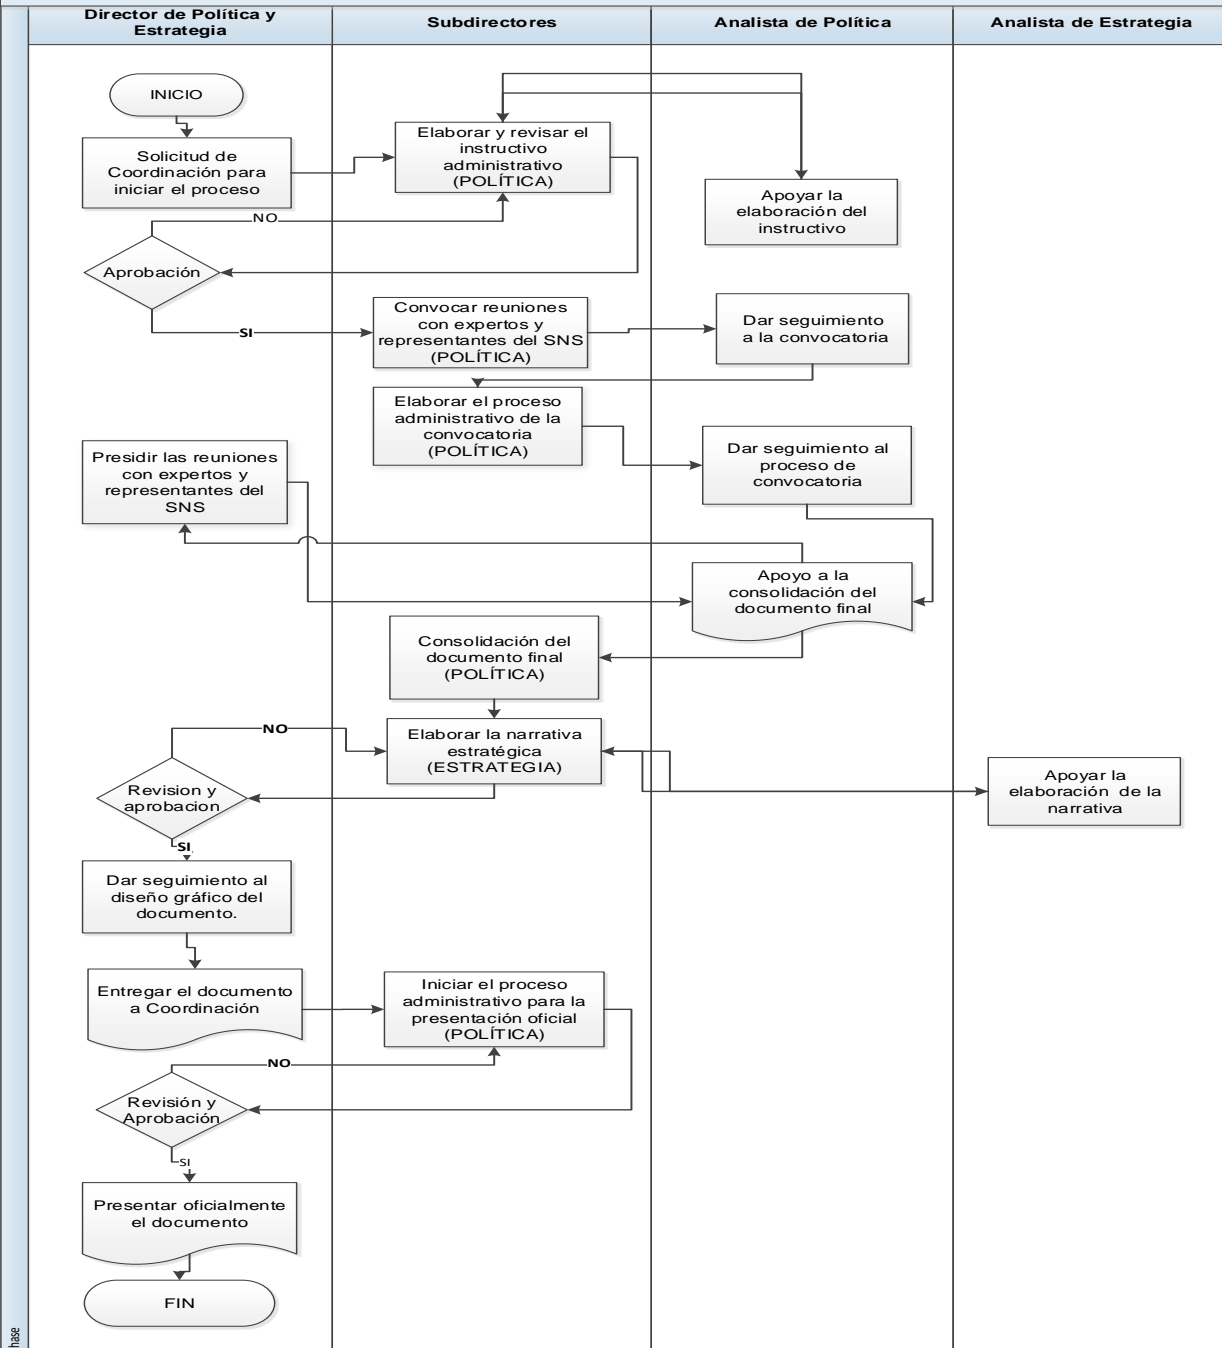 Director de Política y
Estrategia
Subdirectores
Analista de Política
Analista de Estrategia
INICIO
Solicitud de
Coordinación para
iniciar el proceso
Elaborar y revisar el
instructivo
administrativo
(POLÍTICA)
Apoyar la
elaboración del
instructivo
NO
Aprobación
SI
Convocar reuniones
con expertos y
representantes del SNS
(POLÍTICA)
Dar seguimiento
a la convocatoria
Elaborar el proceso
administrativo de la
convocatoria
(POLÍTICA)
Dar seguimiento al
proceso de
convocatoria
Presidir las reuniones
con expertos y
representantes del
SNS
Apoyo a la
consolidación del
documento final
Consolidación del
documento final
(POLÍTICA)
NO
Elaborar la narrativa
estratégica
(ESTRATEGIA)
Revision y
aprobacion
Apoyar la
elaboración de la
narrativa
SI
Dar seguimiento al
diseño gráfico del
documento.
Entregar el documento
a Coordinación
Iniciar el proceso
administrativo para la
presentación oficial
(POLÍTICA)
NO
Revisión y
Aprobación
SI
Presentar oficialmente
el documento
FIN
hase